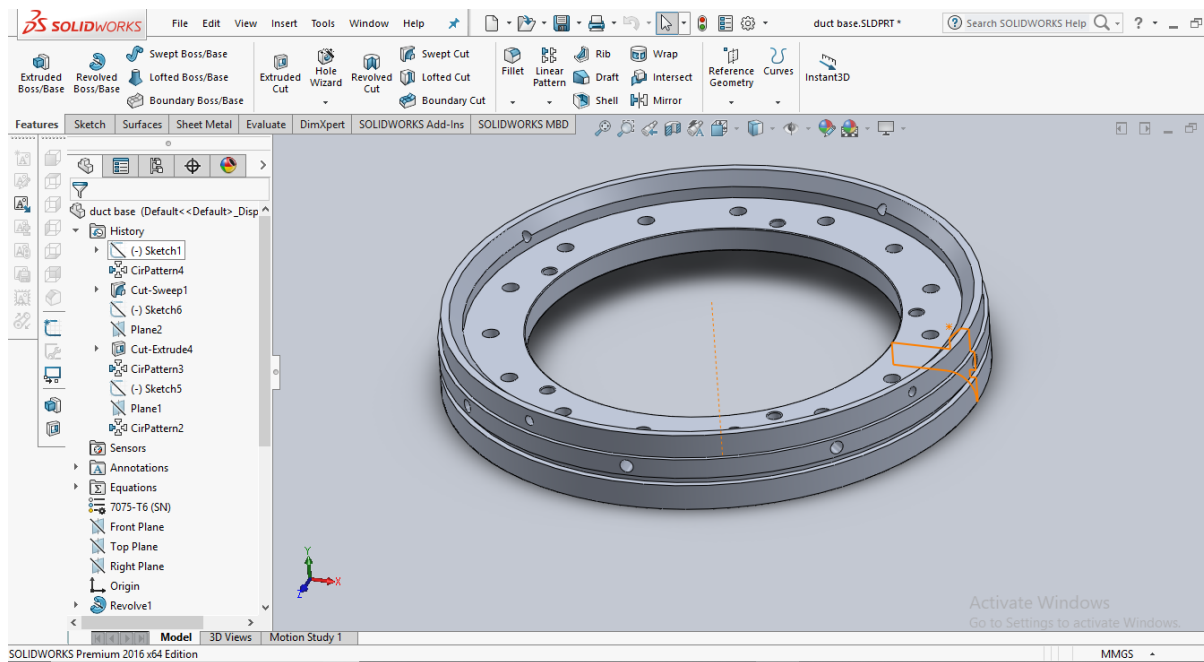 SOLIDWORKS File Edit View Insert Tools Window Help duct base.SLDPRT * Search SOLIDWORKS Help ?
Extruded Boss/Base
Revolved Boss/Base
Swept Boss/Base
Lofted Boss/Base
Boundary Boss/Base
Extruded Cut
Hole Wizard
Revolved Cut
Swept Cut
Lofted Cut
Boundary Cut
Fillet
Linear Pattern
Rib
Draft
Shell
Wrap
Intersect
Mirror
Reference Geometry
Curves
Instant3D
Features Sketch Surfaces Sheet Metal Evaluate DimXpert SOLIDWORKS Add-Ins SOLIDWORKS MBD
duct base (Default<<Default>_Disp
History
(-) Sketch1
CirPattern4
Cut-Sweep1
(-) Sketch6
Plane2
Cut-Extrude4
CirPattern3
(-) Sketch5
Plane1
CirPattern2
Sensors
Annotations
Equations
7075-T6 (SN)
Front Plane
Top Plane
Right Plane
Origin
Revolve1
Y
X
Z
Activate Windows
Go to Settings to activate Windows.
Model 3D Views Motion Study 1
SOLIDWORKS Premium 2016 x64 Edition MMGS